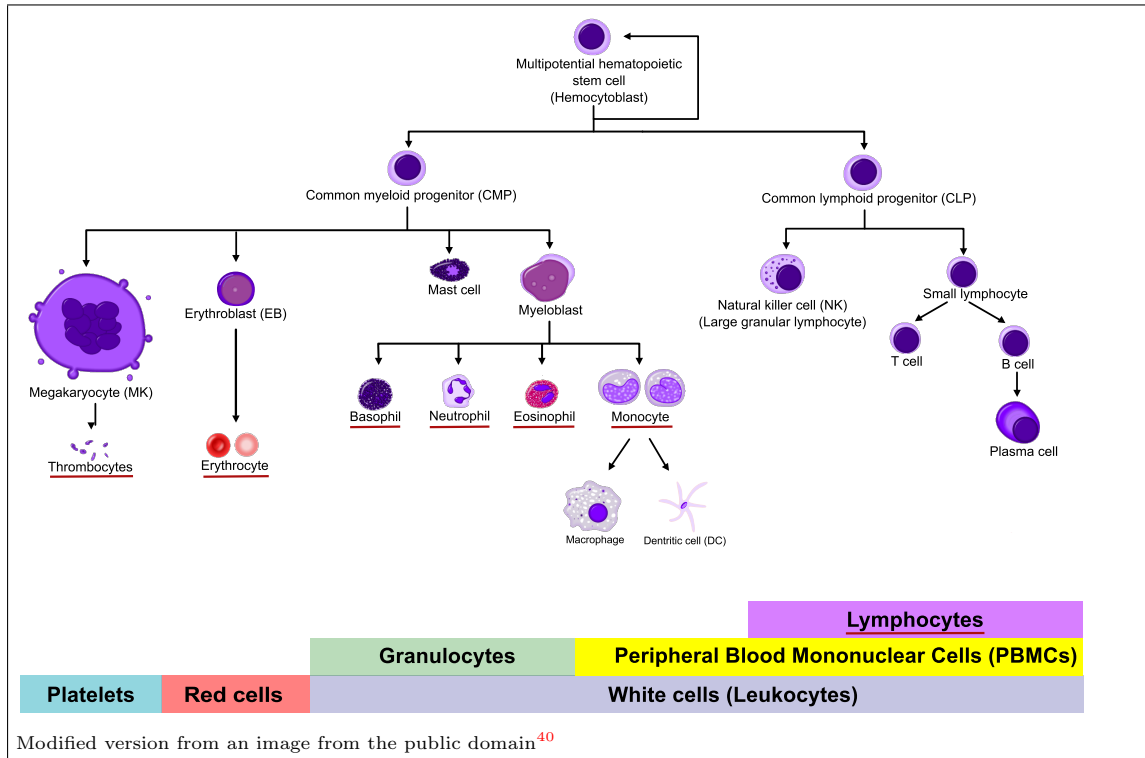 Multipotential hematopoietic
stem cell
(Hemocytoblast)
Common myeloid progenitor (CMP)
Common lymphoid progenitor (CLP)
Megakaryocyte (MK)
Erythroblast (EB)
Mast cell
Myeloblast
Natural killer cell (NK)
(Large granular lymphocyte)
Small lymphocyte
T cell
B cell
Thrombocytes
Erythrocyte
Basophil
Neutrophil
Eosinophil
Monocyte
Plasma cell
Macrophage
Dentritic cell (DC)
Lymphocytes
Granulocytes
Peripheral Blood Mononuclear Cells (PBMCs)
Platelets
Red cells
White cells (Leukocytes)
Modified version from an image from the public domain40